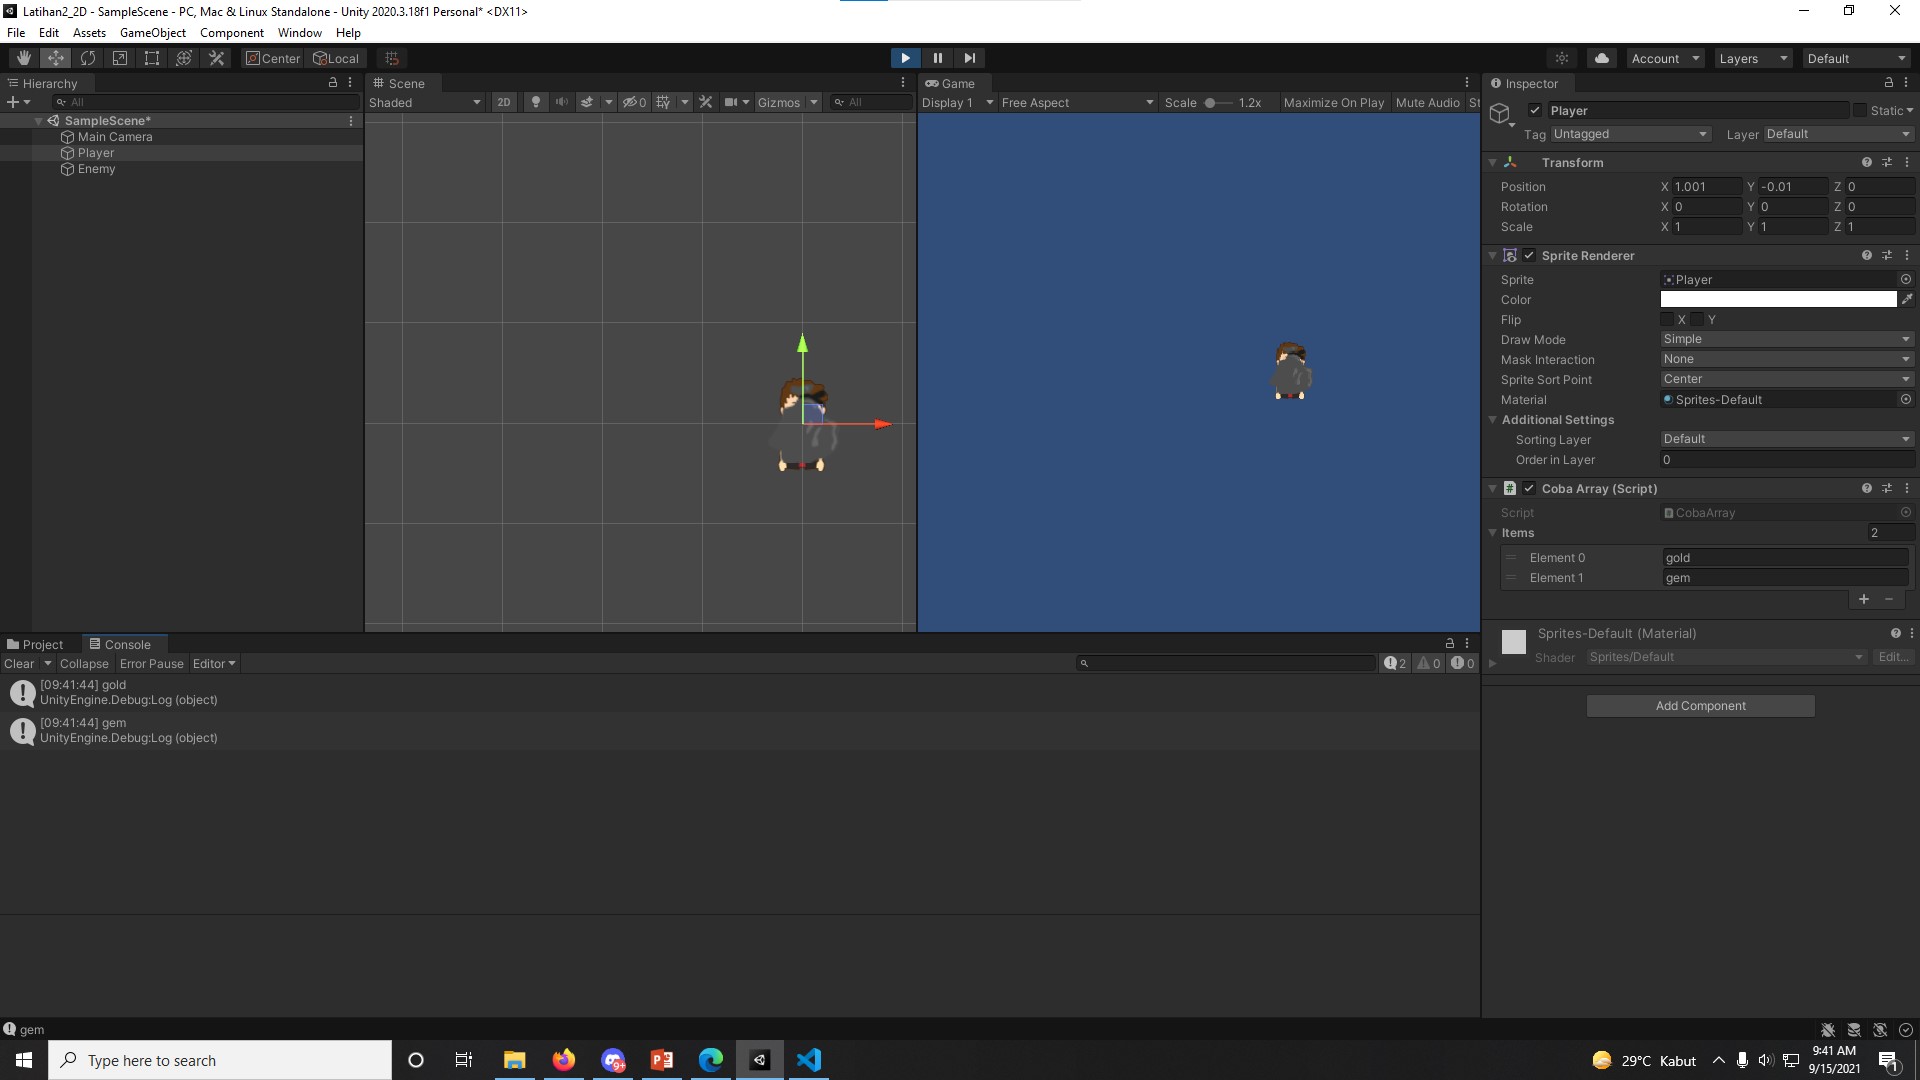 Latihan2_2D - SampleScene - PC, Mac & Linux Standalone - Unity 2020.3.18f1 Personal* <DX11>
File Edit Assets GameObject Component Window Help
Center Local Account Layers Default
Hierarchy
All
SampleScene*
Main Camera
Player
Enemy
Scene
Shaded 2D 0 Gizmos All
Game
Display 1 Free Aspect Scale 1.2x Maximize On Play Mute Audio St
Inspector
Player Static
Tag Untagged Layer Default
Transform
Position X 1.001 Y -0.01 Z 0
Rotation X 0 Y 0 Z 0
Scale X 1 Y 1 Z 1
Sprite Renderer
Sprite Player
Color
Flip X Y
Draw Mode Simple
Mask Interaction None
Sprite Sort Point Center
Material Sprites-Default
Additional Settings
Sorting Layer Default
Order in Layer 0
Coba Array (Script)
Script CobaArray
Items 2
Element 0 gold
Element 1 gem
Sprites-Default (Material)
Shader Sprites/Default Edit...
Add Component
Project Console
Clear Collapse Error Pause Editor 2 0 0
[09:41:44] gold
UnityEngine.Debug:Log (object)
[09:41:44] gem
UnityEngine.Debug:Log (object)
gem
Type here to search
9+
29°C Kabut
9:41 AM
9/15/2021
1